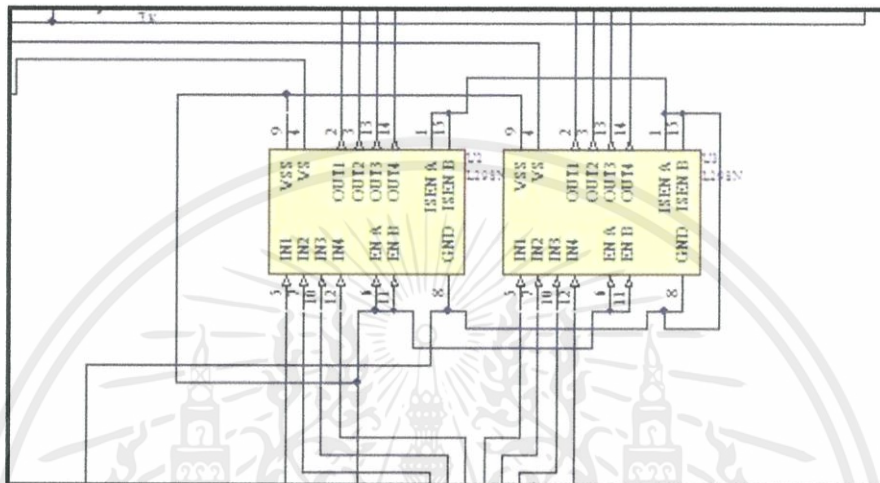 9 4 2 3 13 14 1 15
VSS VS OUT1 OUT2 OUT3 OUT4 ISEN A ISEN B
L298N
IN1 IN2 IN3 IN4 EN A EN B GND
5 7 10 12 6 11 8
9 4 2 3 13 14 1 15
VSS VS OUT1 OUT2 OUT3 OUT4 ISEN A ISEN B
L298N
IN1 IN2 IN3 IN4 EN A EN B GND
5 7 10 12 6 11 8